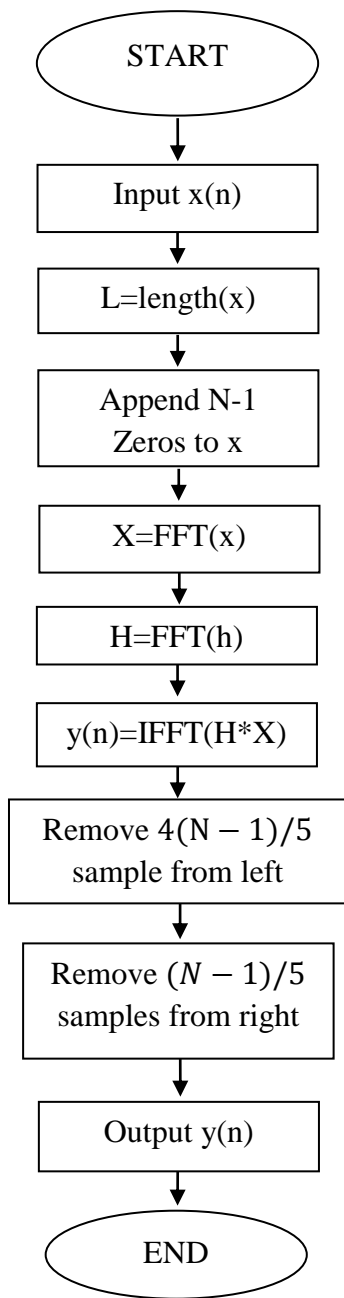 START
Input x(n)
L=length(x)
Append N-1
Zeros to x
X=FFT(x)
H=FFT(h)
y(n)=IFFT(H*X)
Remove 4(N − 1)/5
sample from left
Remove (N − 1)/5
samples from right
Output y(n)
END